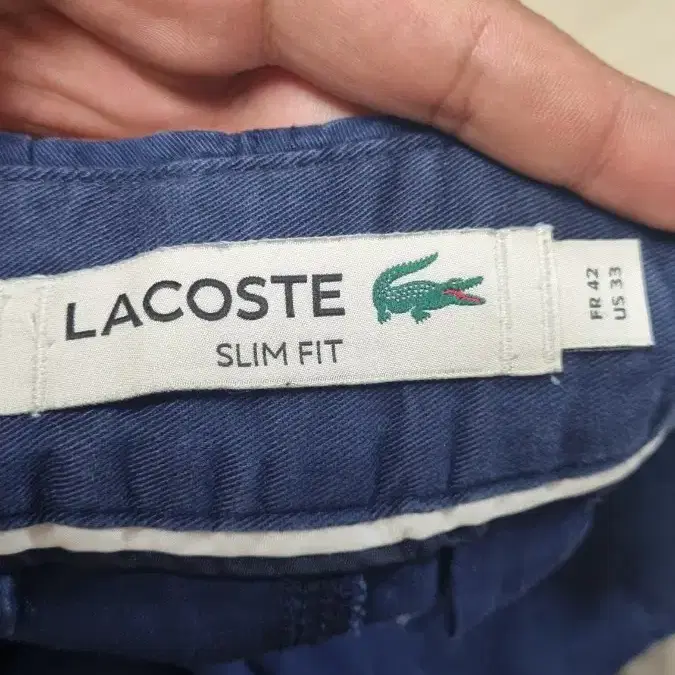 LACOSTE
SLIM FIT
FR 42
US 33